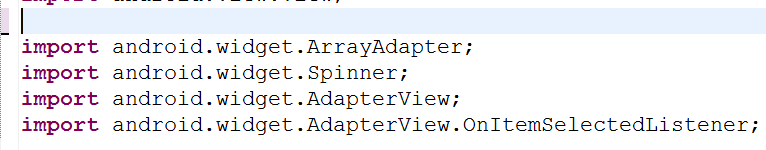 import android.widget.ArrayAdapter;
import android.widget.Spinner;
import android.widget.AdapterView;
import android.widget.AdapterView.OnItemSelectedListener;